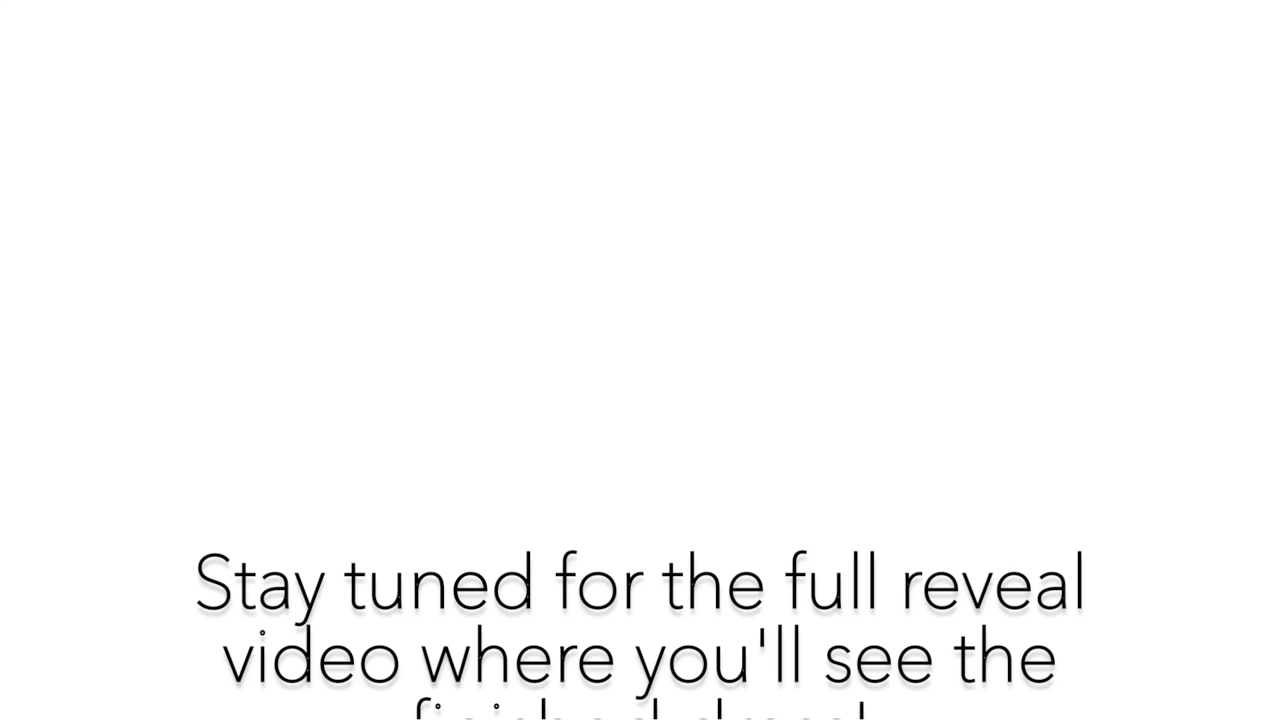 Stay tuned for the full reveal
video where you'll see the